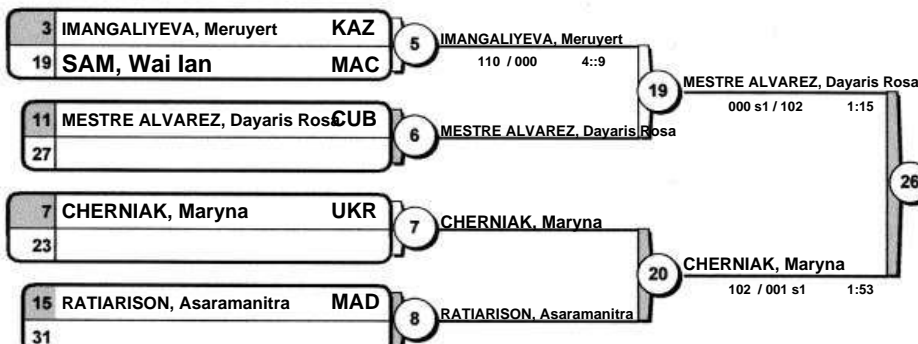 3 IMANGALIYEVA, Meruyert KAZ
19 SAM, Wai Ian MAC
5
IMANGALIYEVA, Meruyert
110 / 000 4::9
11 MESTRE ALVAREZ, Dayaris Rosa CUB
27
6
MESTRE ALVAREZ, Dayaris Rosa
19
MESTRE ALVAREZ, Dayaris Rosa
000 s1 / 102 1:15
7 CHERNIAK, Maryna UKR
23
7
CHERNIAK, Maryna
15 RATIARISON, Asaramanitra MAD
31
8
RATIARISON, Asaramanitra
20
CHERNIAK, Maryna
102 / 001 s1 1:53
26